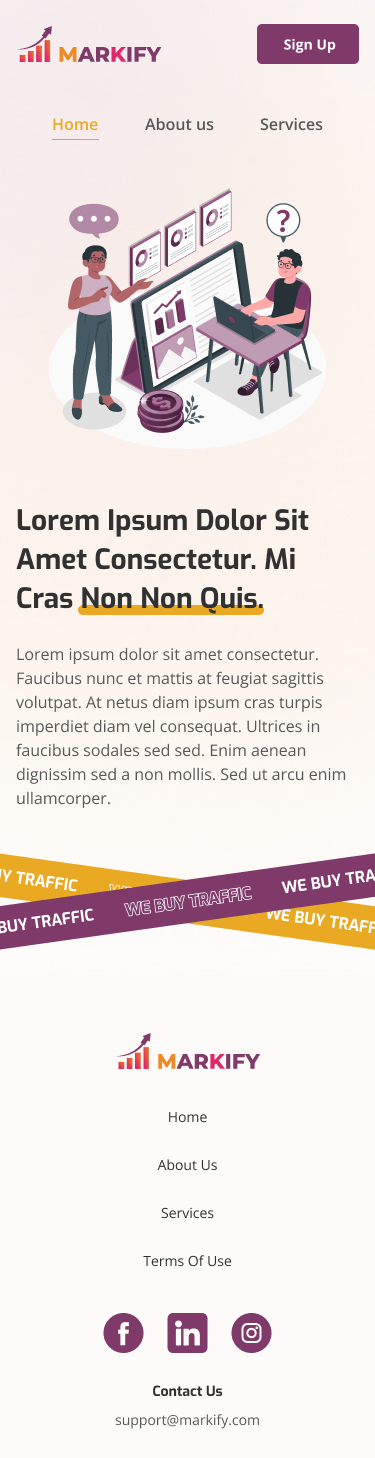 MARKIFY
Sign Up
Home
About us
Services
?
Lorem Ipsum Dolor Sit
Amet Consectetur. Mi
Cras Non Non Quis.
Lorem ipsum dolor sit amet consectetur.
Faucibus nunc et mattis at feugiat sagittis
volutpat. At netus diam ipsum cras turpis
imperdiet diam vel consequat. Ultrices in
faucibus sodales sed sed. Enim aenean
dignissim sed a non mollis. Sed ut arcu enim
ullamcorper.
TRAFFIC
WE BUY TRAFF
BUY TRAFFIC
WE BUY TRAFFIC
WE BUY TRA
MARKIFY
Home
About Us
Services
Terms Of Use
f
in
Contact Us
support@markify.com